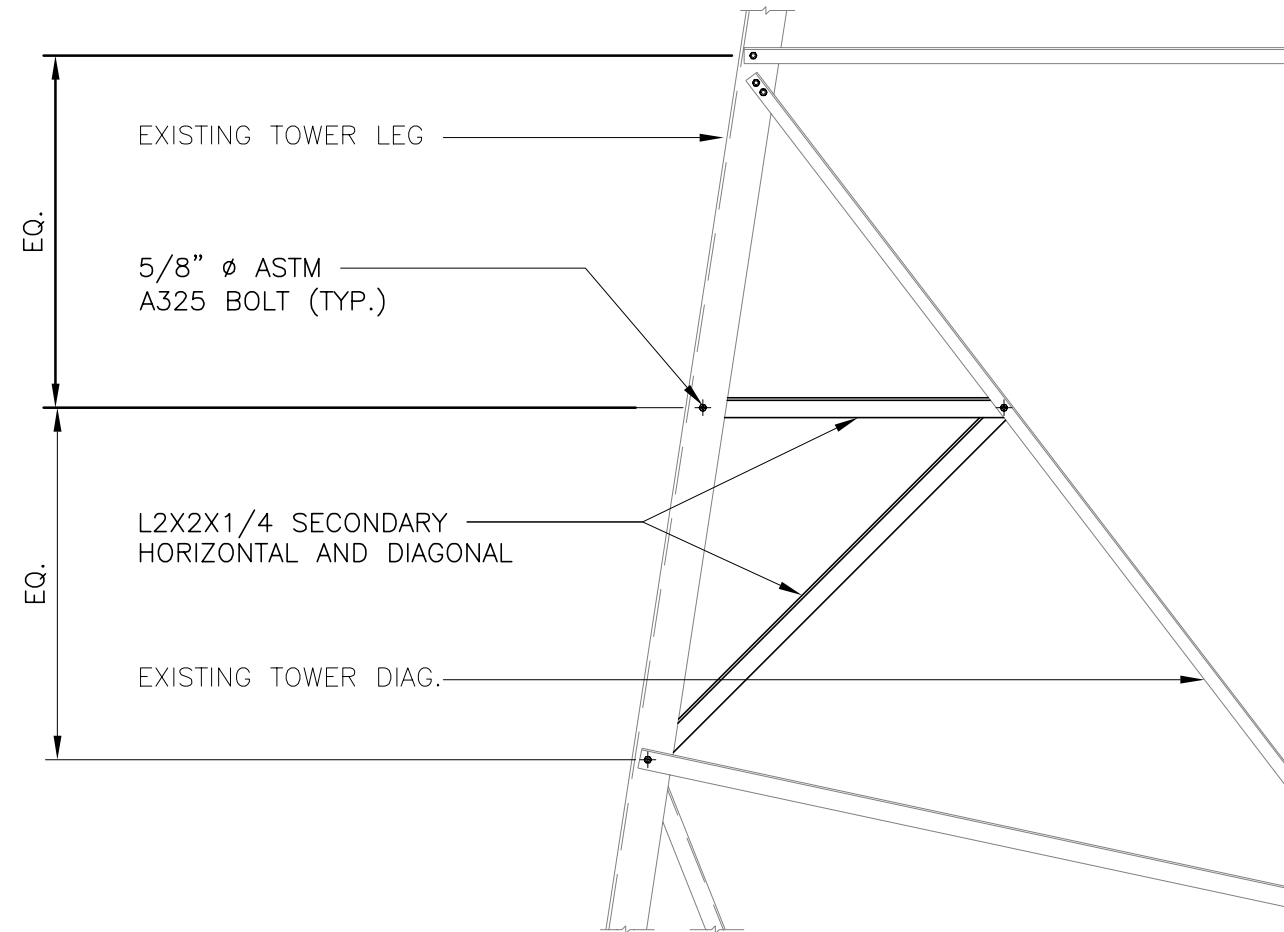 EXISTING TOWER LEG
EQ.
5/8” ø ASTM
A325 BOLT (TYP.)
L2X2X1/4 SECONDARY
HORIZONTAL AND DIAGONAL
EQ.
EXISTING TOWER DIAG.